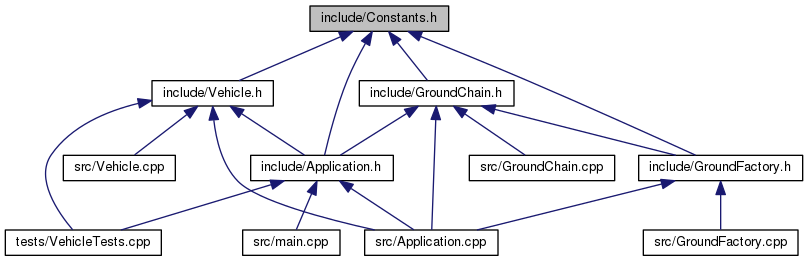 include/Constants.h
include/Vehicle.h
include/GroundChain.h
src/Vehicle.cpp
include/Application.h
src/GroundChain.cpp
include/GroundFactory.h
tests/VehicleTests.cpp
src/main.cpp
src/Application.cpp
src/GroundFactory.cpp